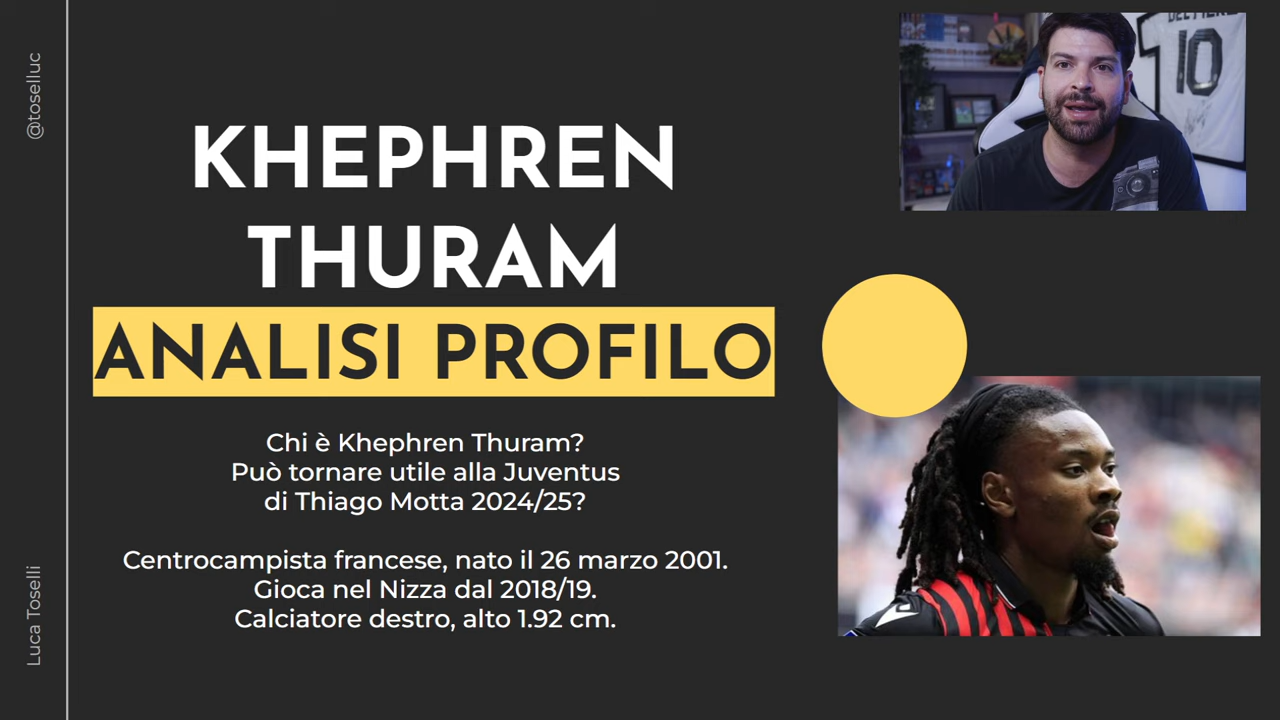 @toselluc
Luca Toselli
KHEPHREN
THURAM
ANALISI PROFILO
Chi è Khephren Thuram?
Può tornare utile alla Juventus
di Thiago Motta 2024/25?
Centrocampista francese, nato il 26 marzo 2001.
Gioca nel Nizza dal 2018/19.
Calciatore destro, alto 1.92 cm.
10